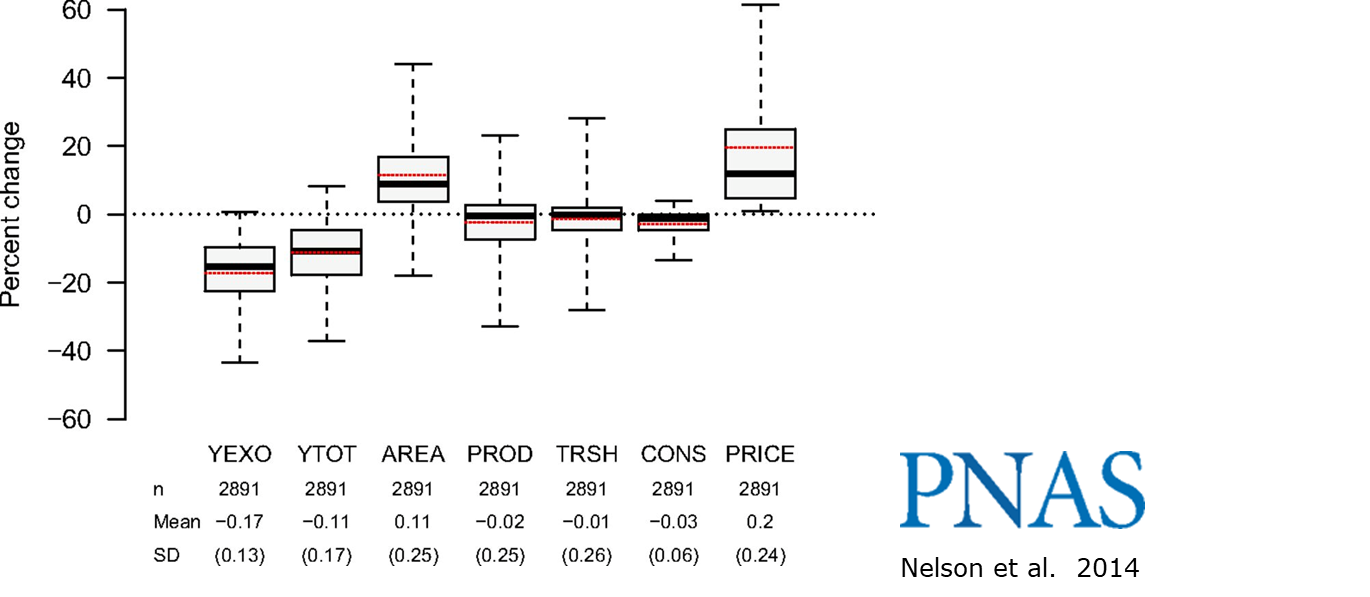 Percent change
60
40
20
0
−20
−40
−60
YEXO YTOT AREA PROD TRSH CONS PRICE
n 2891 2891 2891 2891 2891 2891 2891
Mean −0.17 −0.11 0.11 −0.02 −0.01 −0.03 0.2
SD (0.13) (0.17) (0.25) (0.25) (0.26) (0.06) (0.24)
PNAS
Nelson et al. 2014